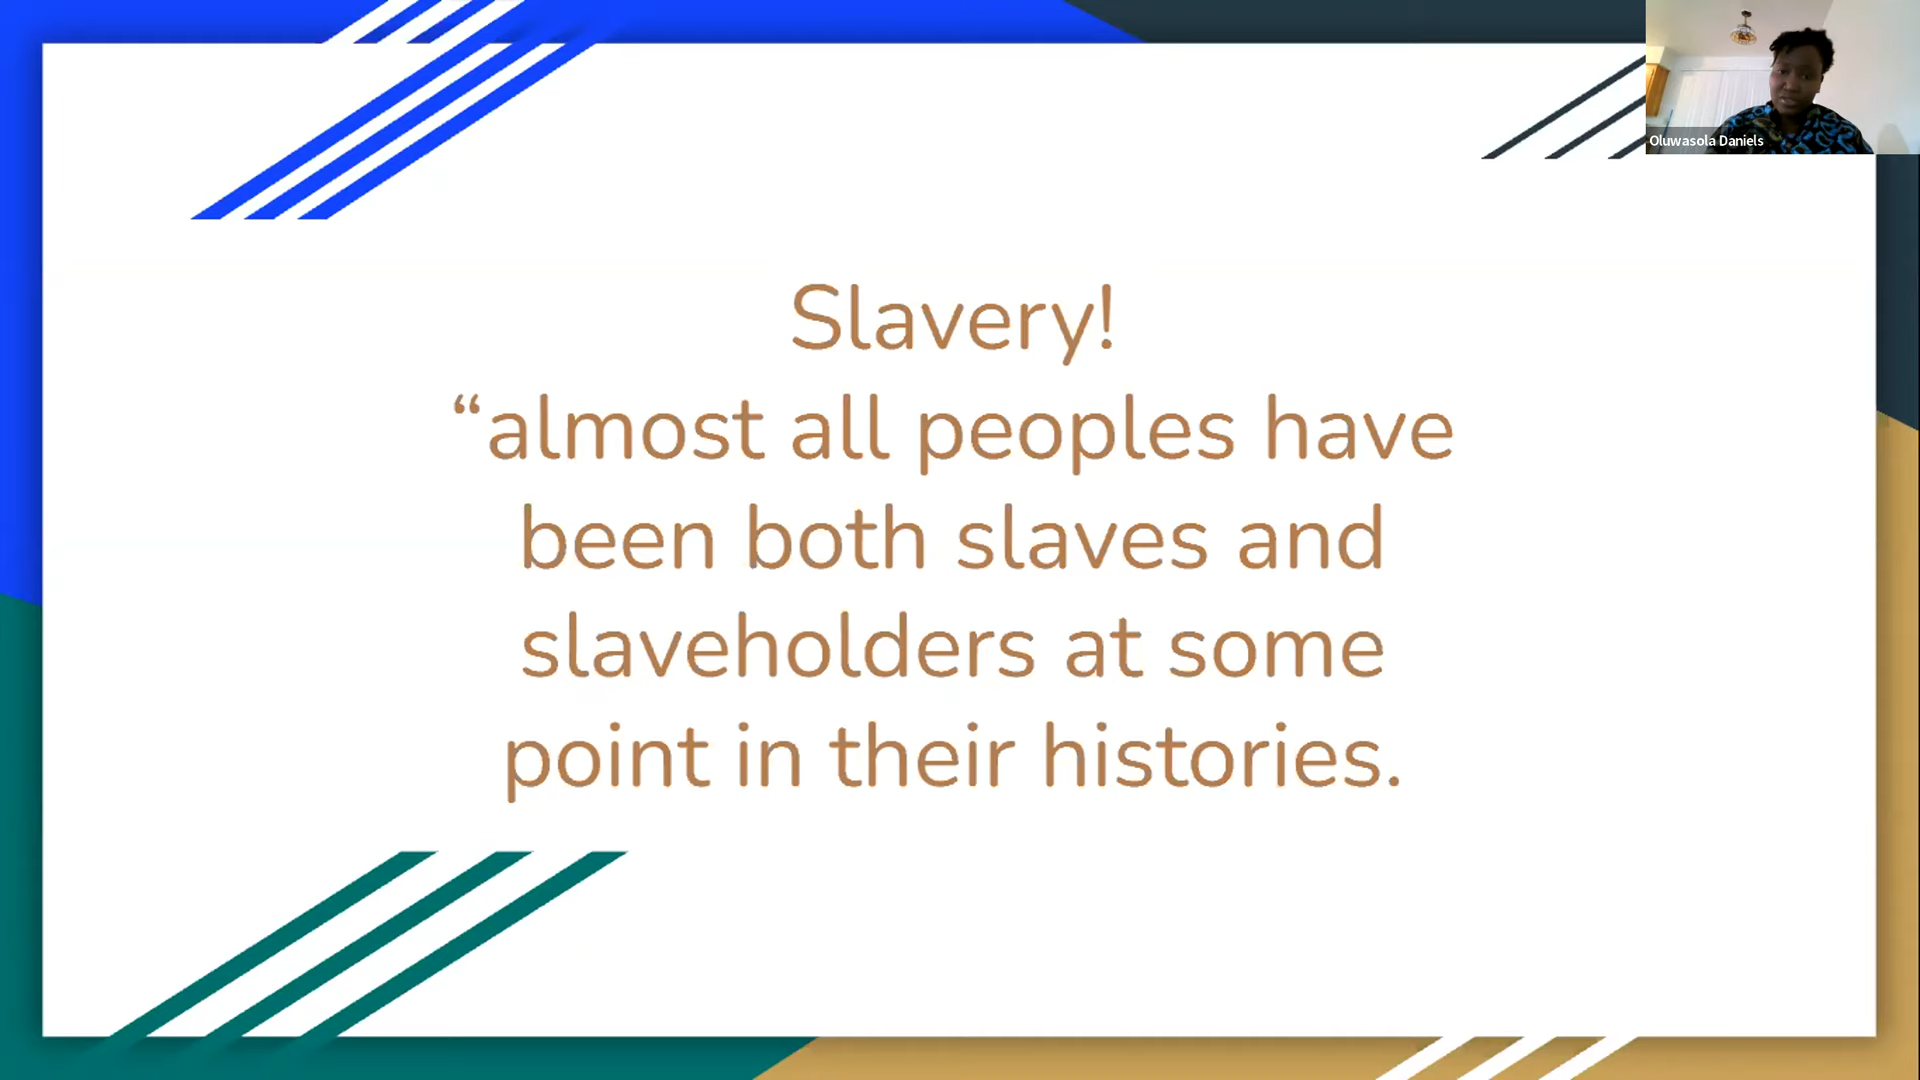 Oluwasola Daniels
Slavery!
“almost all peoples have
been both slaves and
slaveholders at some
point in their histories.